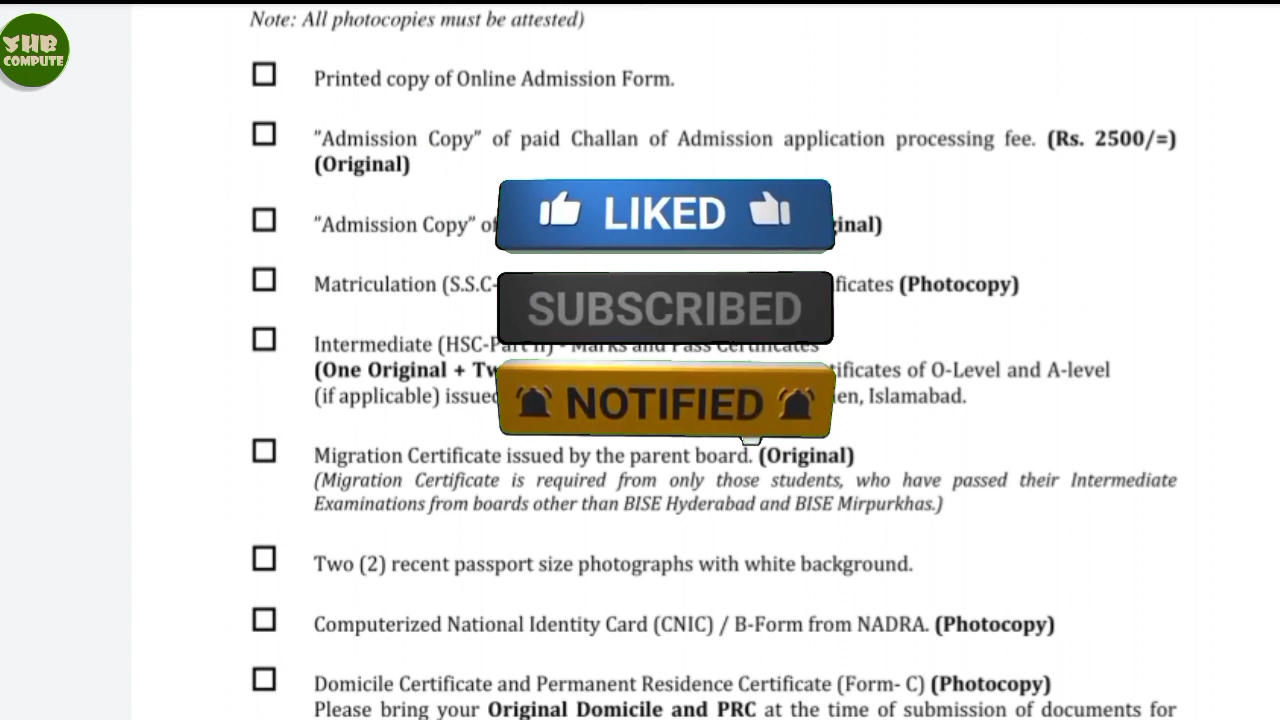 Note: All photocopies must be attested)
SHB
COMPUTE
Printed copy of Online Admission Form.
"Admission Copy" of paid Challan of Admission application processing fee. (Rs. 2500/=)
(Original)
"Admission Copy"
LIKED
Matriculation (S.S.C- ficates (Photocopy)
SUBSCRIBED
Intermediate (HSC-Part II) - Marks and Pass Certificates
(One Original + tificates of O-Level and A-level
(if applicable) Islamabad.
NOTIFIED
Migration Certificate issued by the parent board. (Original)
(Migration Certificate is required from only those students, who have passed their Intermediate
Examinations from boards other than BISE Hyderabad and BISE Mirpurkhas.)
Two (2) recent passport size photographs with white background.
Computerized National Identity Card (CNIC) / B-Form from NADRA. (Photocopy)
Domicile Certificate and Permanent Residence Certificate (Form- C) (Photocopy)
Please bring your Original Domicile and PRC at the time of submission of documents for